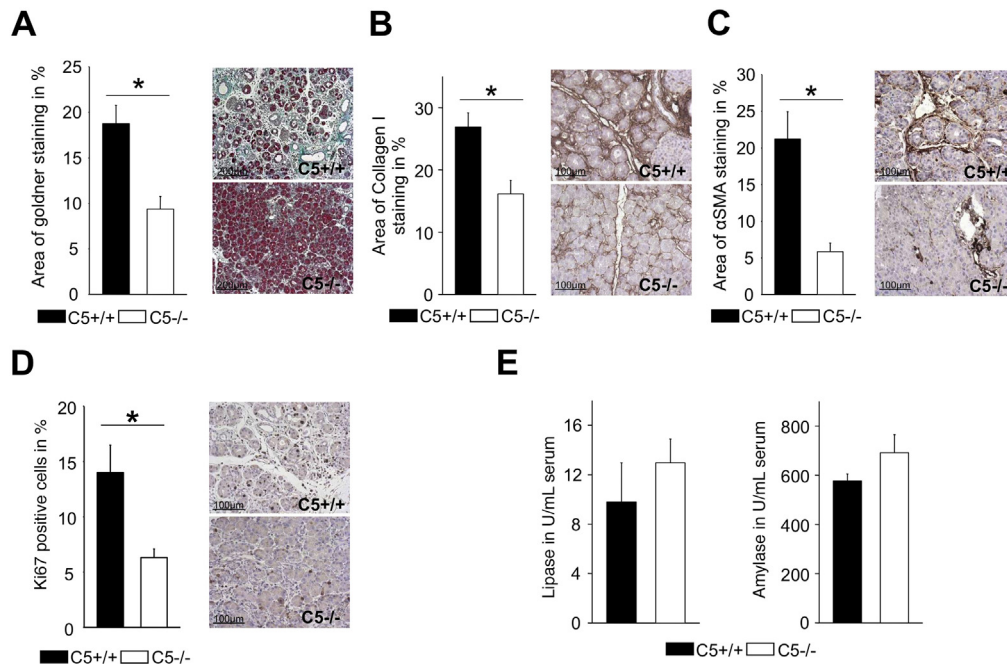 A
Area of goldner staining in %
25
20
15
10
5
0
*
200µm
C5+/+
200µm
C5-/-
C5+/+ C5-/-
B
Area of Collagen I
staining in %
30
20
10
0
*
100µm
C5+/+
100µm
C5-/-
C5+/+ C5-/-
C
Area of αSMA staining in %
30
25
20
15
10
5
0
*
100µm
C5+/+
100µm
C5-/-
C5+/+ C5-/-
D
Ki67 positive cells in %
20
15
10
5
0
*
100µm
C5+/+
100µm
C5-/-
C5+/+ C5-/-
E
Lipase in U/mL serum
16
12
8
4
0
Amylase in U/mL serum
800
600
400
200
0
C5+/+ C5-/-